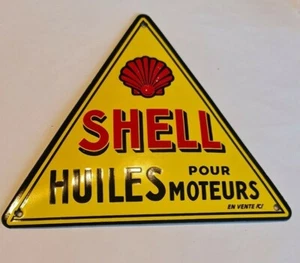 SHELL
HUILES POUR MOTEURS
EN VENTE ICI